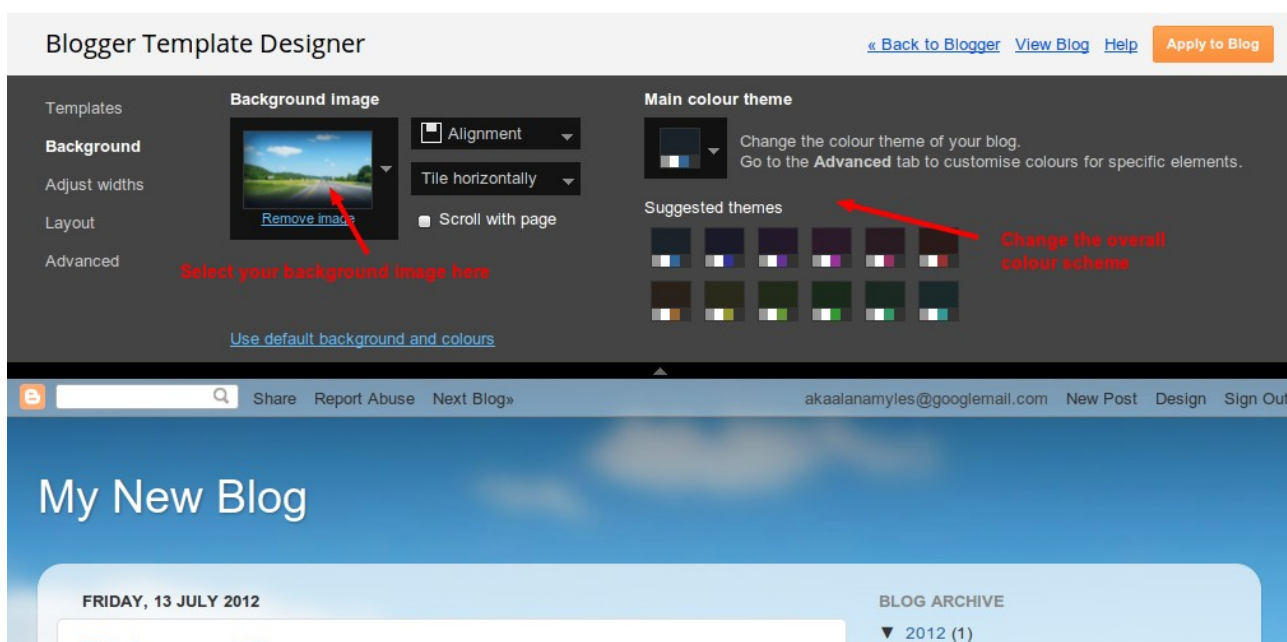 Blogger Template Designer
« Back to Blogger View Blog Help Apply to Blog
Templates
Background
Adjust widths
Layout
Advanced
Background image
Remove image
Alignment
Tile horizontally
Scroll with page
Select your background image here
Use default background and colours
Main colour theme
Change the colour theme of your blog.
Go to the Advanced tab to customise colours for specific elements.
Suggested themes
Change the overall
colour scheme
Share Report Abuse Next Blog» akaalanamyles@googlemail.com New Post Design Sign Out
My New Blog
FRIDAY, 13 JULY 2012
BLOG ARCHIVE
▼ 2012 (1)